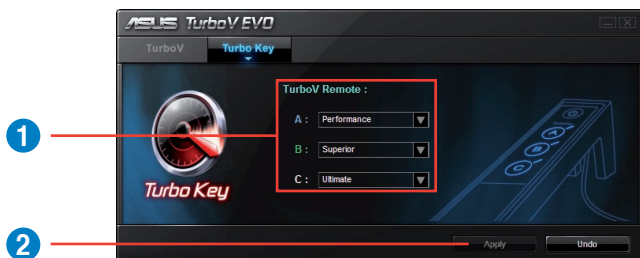 ASUS TurboV EVO
TurboV
Turbo Key
TurboV Remote :
A : Performance
B : Superior
C : Ultimate
Turbo Key
A
B
C
1
2
Apply
Undo